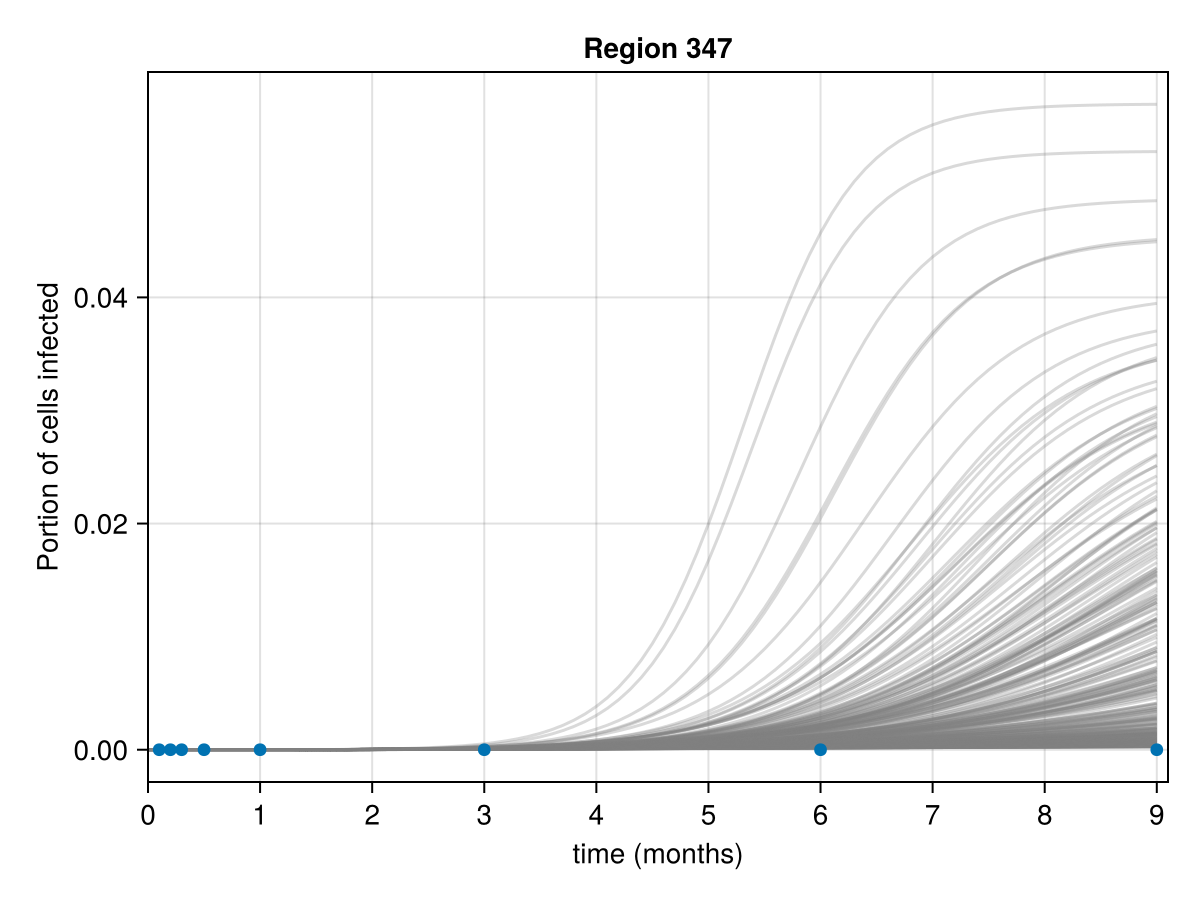 Region 347
Portion of cells infected
0.04
0.02
0.00
0 1 2 3 4 5 6 7 8 9
time (months)